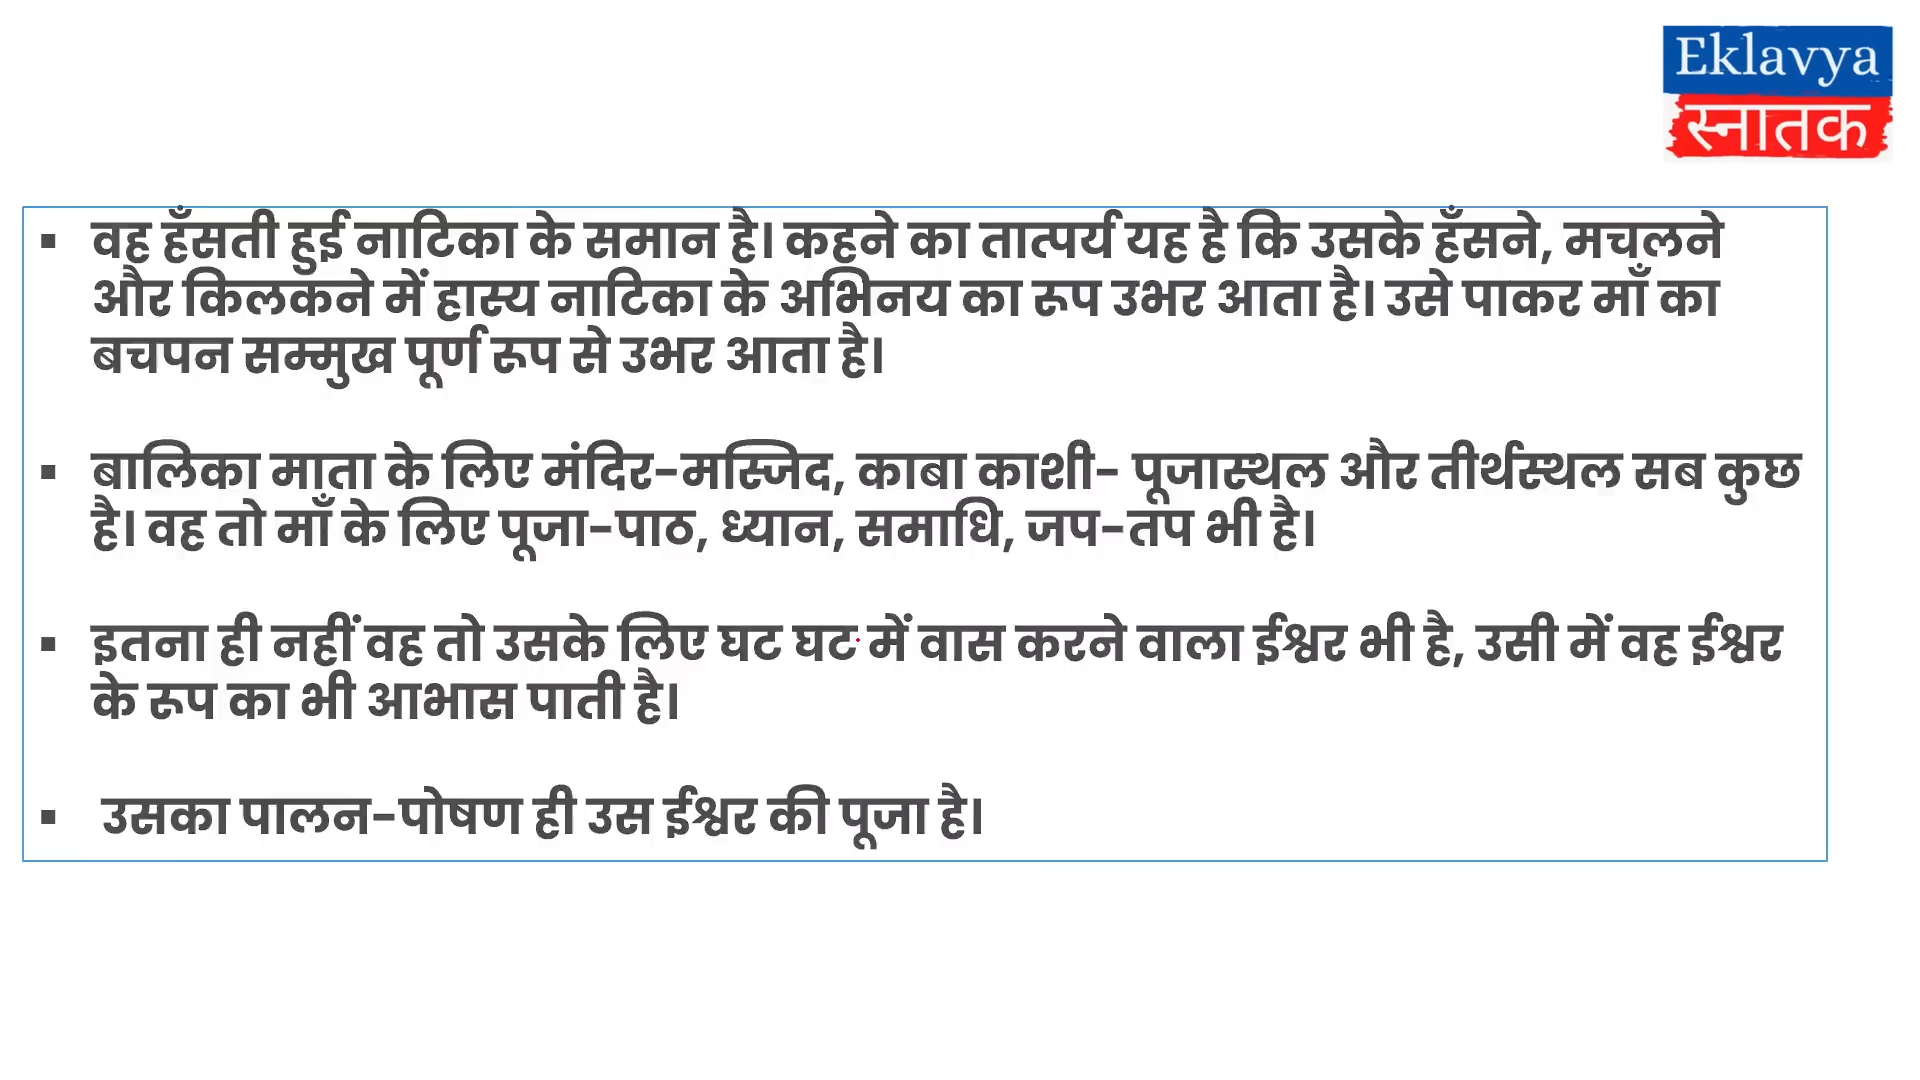 Eklavya
स्नातक
▪ वह हँसती हुई नाटिका के समान है। कहने का तात्पर्य यह है कि उसके हँसने, मचलने
और किलकने में हास्य नाटिका के अभिनय का रूप उभर आता है। उसे पाकर माँ का
बचपन सम्मुख पूर्ण रूप से उभर आता है।
▪ बालिका माता के लिए मंदिर-मस्जिद, काबा काशी- पूजास्थल और तीर्थस्थल सब कुछ
है। वह तो माँ के लिए पूजा-पाठ, ध्यान, समाधि, जप-तप भी है।
▪ इतना ही नहीं वह तो उसके लिए घट घट में वास करने वाला ईश्वर भी है, उसी में वह ईश्वर
के रूप का भी आभास पाती है।
▪ उसका पालन-पोषण ही उस ईश्वर की पूजा है।